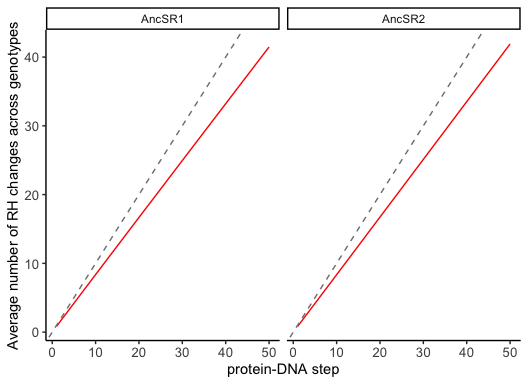 AncSR1
AncSR2
Average number of RH changes across genotypes
40
30
20
10
0
0 10 20 30 40 50
0 10 20 30 40 50
protein-DNA step